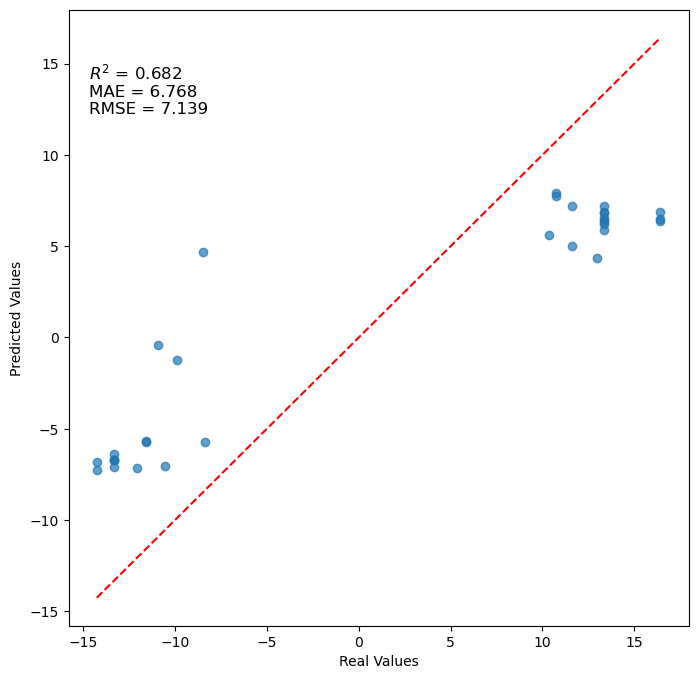 R² = 0.682
MAE = 6.768
RMSE = 7.139
15
10
5
0
−5
−10
−15
Predicted Values
−15 −10 −5 0 5 10 15
Real Values